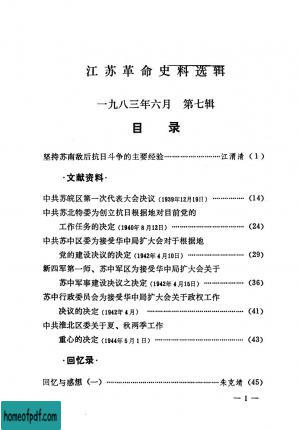 江苏革命史料选辑
一九八三年六月 第七辑
目 录
坚持苏南敌后抗日斗争的主要经验……………江渭清(1)
·文献资料·
中共苏皖区第一次代表大会决议(1939年12月19日)……………(14)
中共苏北特委为创立抗日根据地对目前党的
工作任务的决定(1940年8月12日)……………(24)
中共苏中区委为接受华中局扩大会对于根据地
党的建设决议的决定(1942年4月10日)……………(29)
新四军第一师、苏中军区为接受华中局扩大会关于
苏中军事建设决议之决定(1942年4月15日)……………(36)
苏中行政委员会为接受华中局扩大会关于政权工作
决议的决定(1942年4月)……………(41)
中共淮北区委关于夏、秋两季工作
重心的决定(1944年5月1日)……………(43)
·回忆录·
回忆与感想(一)……………朱克靖(45)
— 1 —
homeofpdf.com